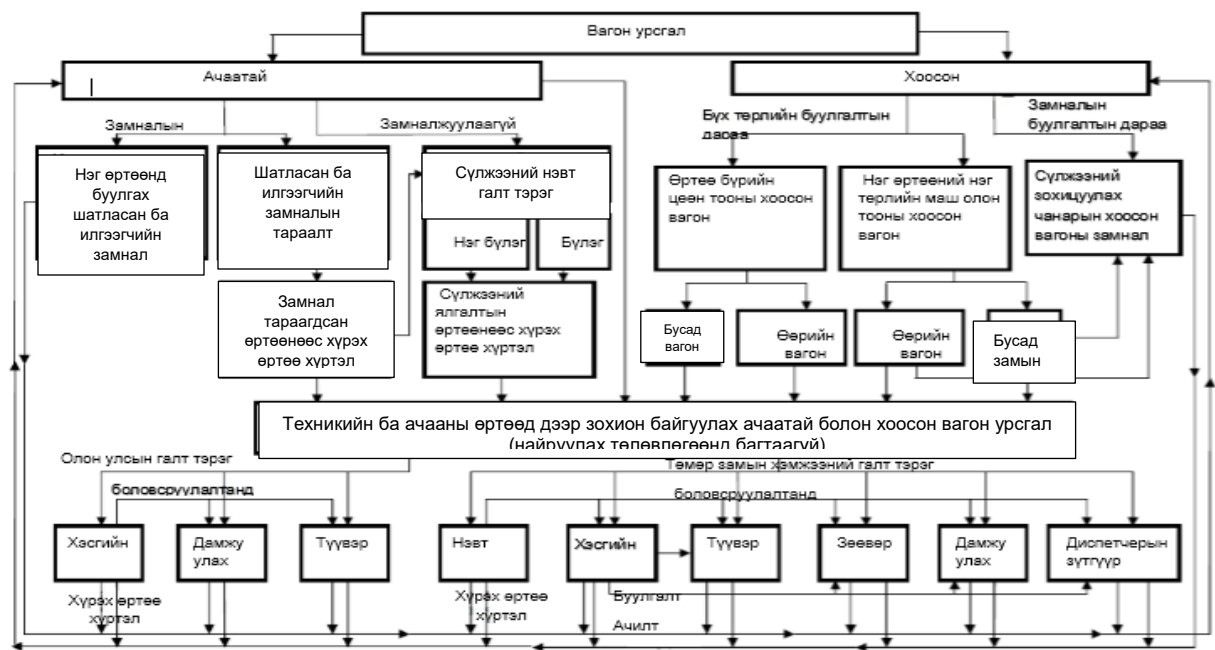 Вагон урсгал
Ачаатай
Хоосон
Замналын
Замналжуулаагүй
Бүх төрлийн буулгалтын
дараа
Замналын
буулгалтын дараа
Нэг өртөөнд
буулгах
шатласан ба
илгээгчийн
замнал
Шатласан ба
илгээгчийн
замналын
тараалт
Сүлжээний нэвт
галт тэрэг
Нэг бүлэг
Бүлэг
Өртөө бүрийн
цөөн тооны хоосон
вагон
Нэг өртөөний нэг
төрлийн маш олон
тооны хоосон
вагон
Сүлжээний
зохицуулах
чанарын хоосон
вагоны замнал
Замнал
тараагдсан
өртөөнөөс хүрэх
өртөө хүртэл
Сүлжээний
ялгалтын
өртөөнөөс хүрэх
өртөө хүртэл
Бусад
вагон
Өөрийн
вагон
Өөрийн
вагон
Бусад
замын
Техникийн ба ачааны өртөөд дээр зохион байгуулах ачаатай болон хоосон вагон урсгал
(найруулах төлөвлөгөөнд багтаагүй)
Олон улсын галт тэрэг
Төмөр замын хэмжээний галт тэрэг
боловсруулалтанд
боловсруулалтанд
Хэсгийн
Дамжу
улах
Түүвэр
Нэвт
Хэсгийн
Түүвэр
Зөөвөр
Дамжу
улах
Диспетчерын
зүтгүүр
Хүрэх өртөө
хүртэл
Хүрэх өртөө
хүртэл
Буулгалт
Ачилт